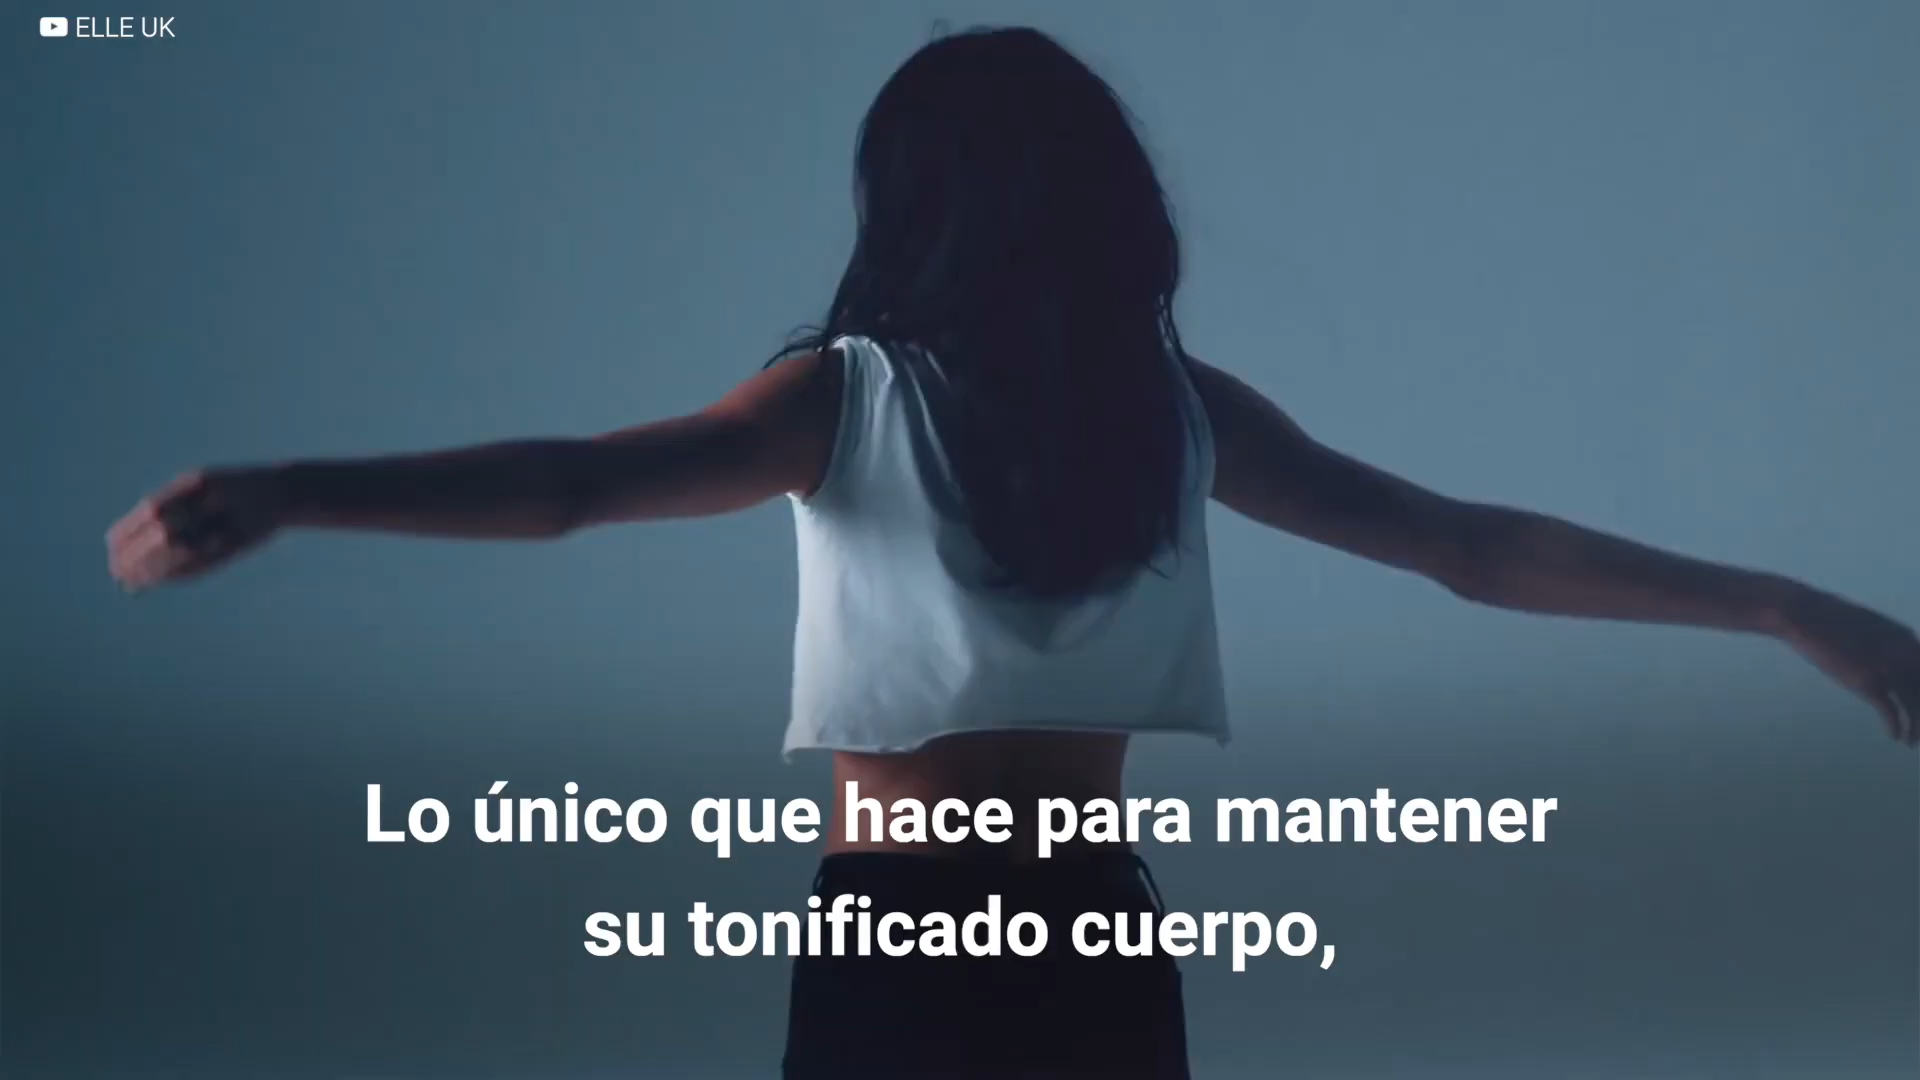 ELLE UK
Lo único que hace para mantener
su tonificado cuerpo,